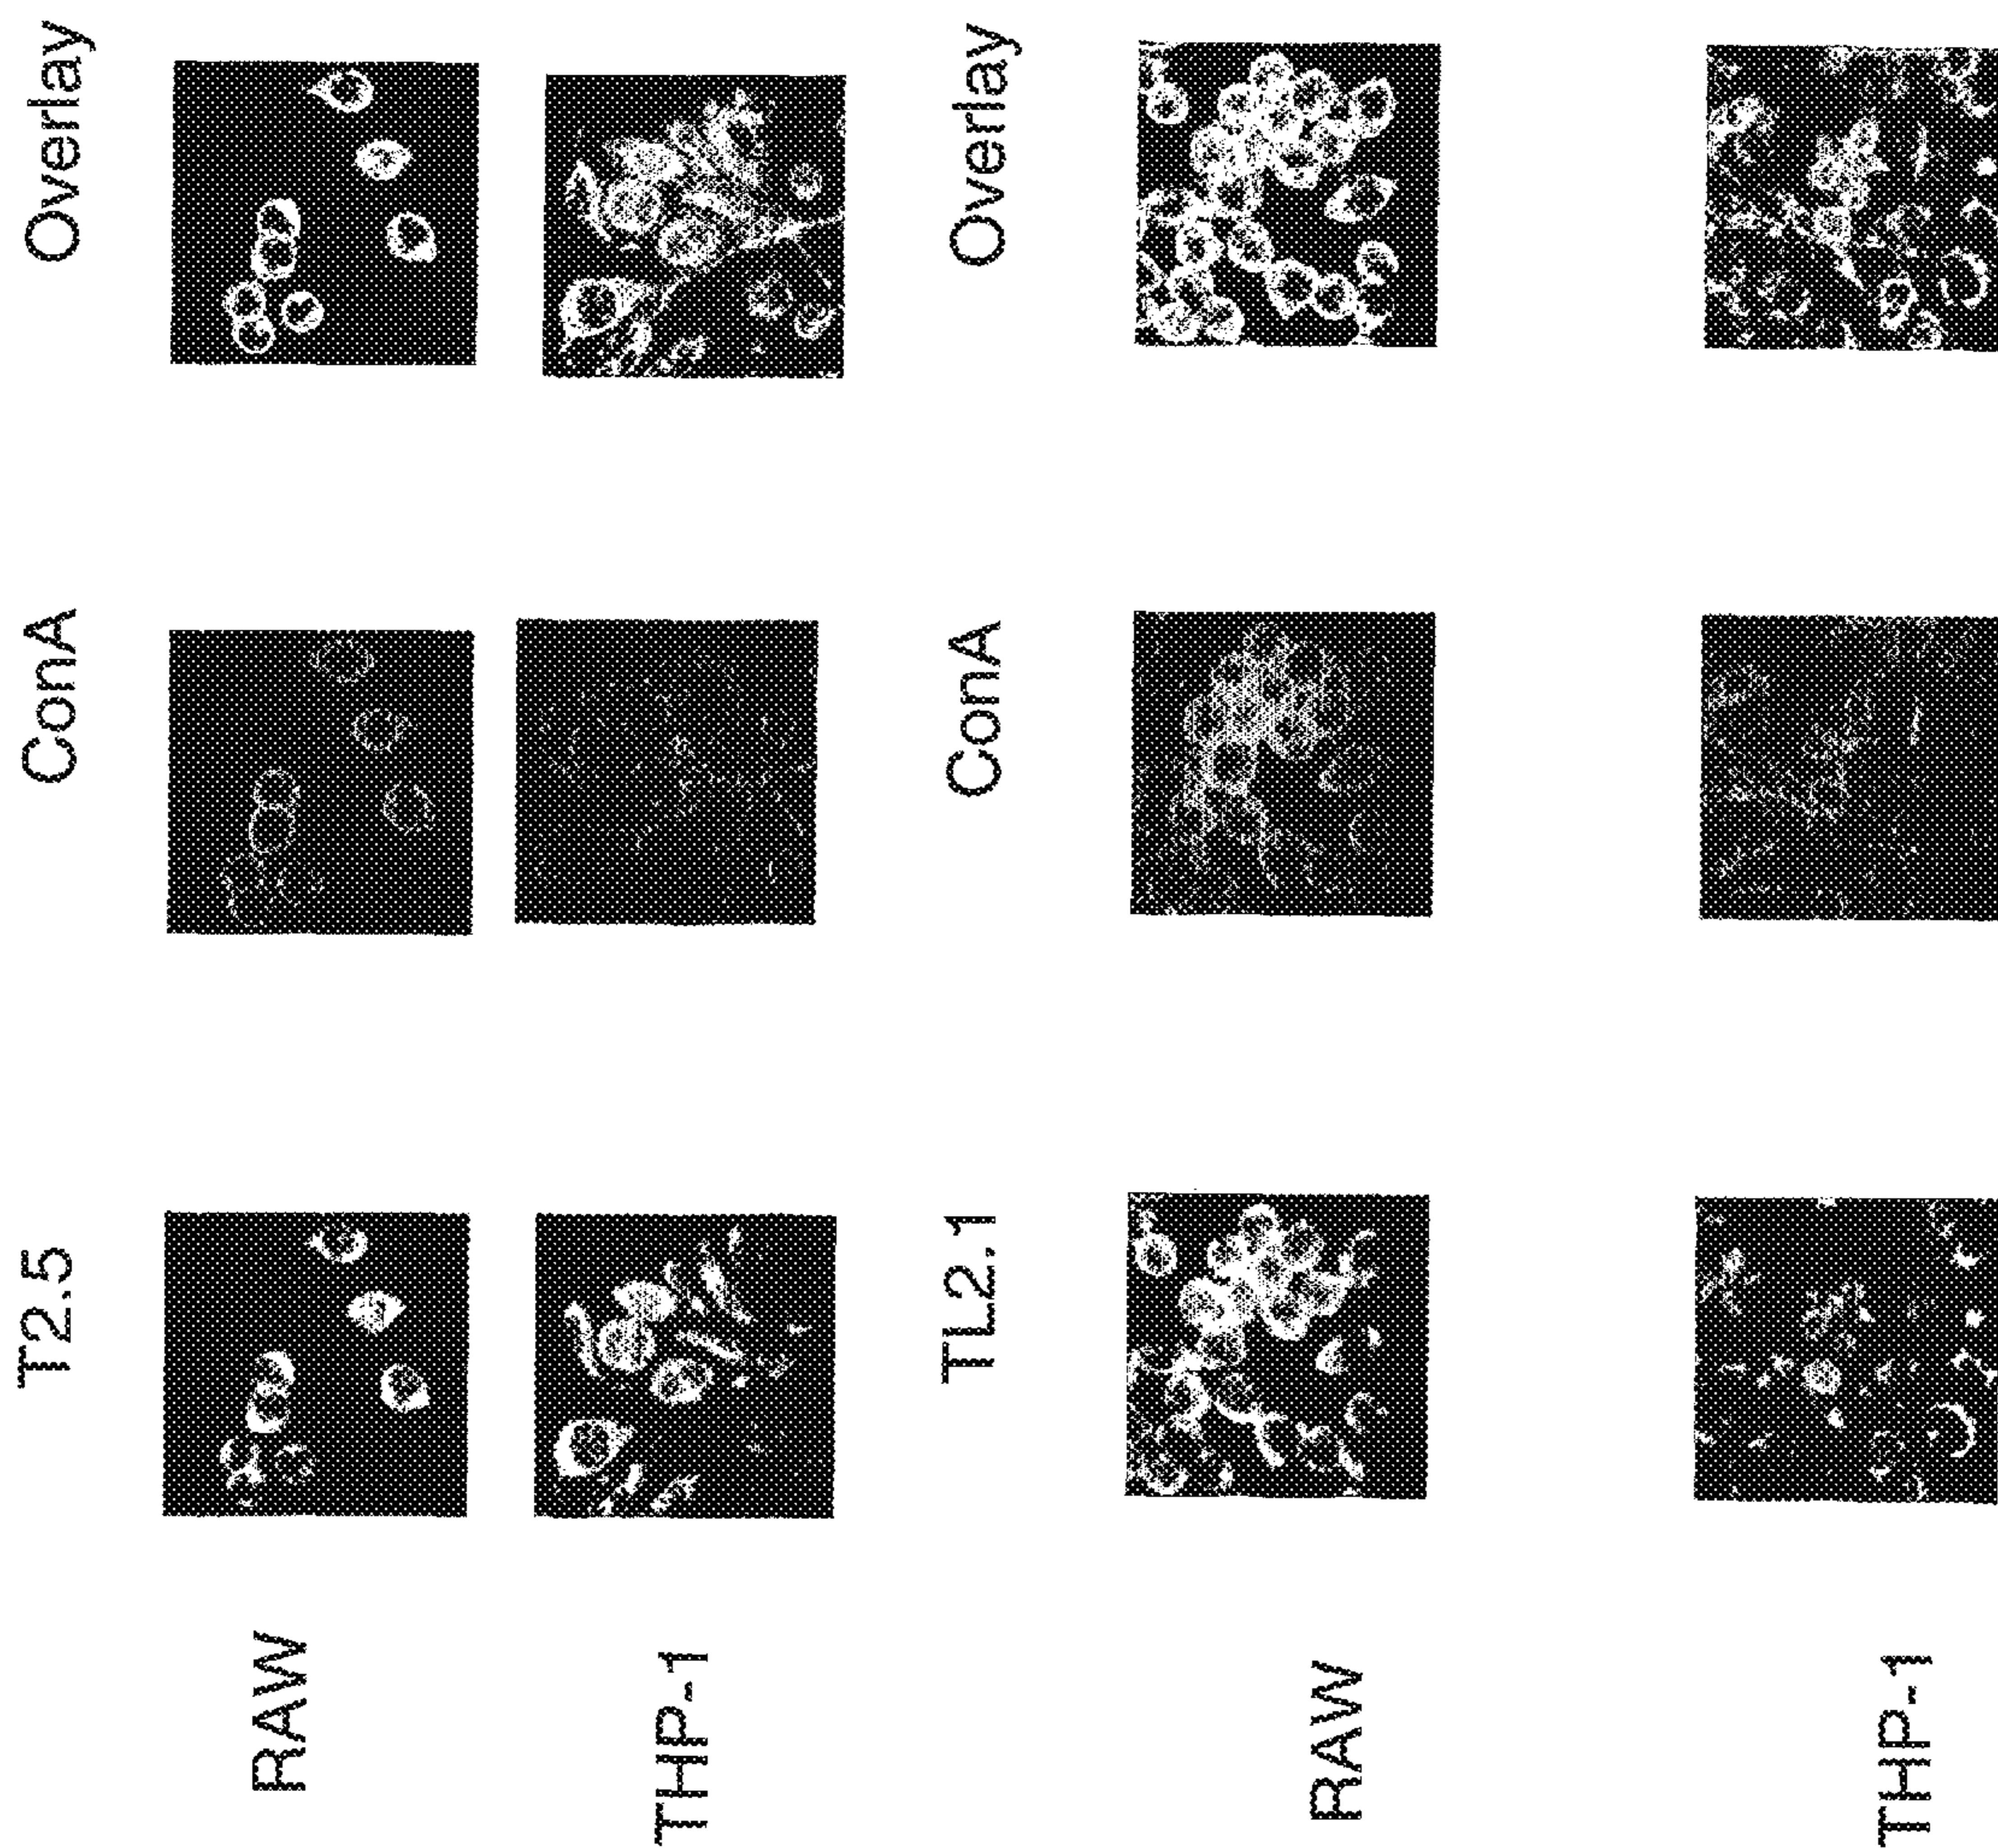 T2.5 ConA Overlay
RAW
THP-1
TL2.1 ConA Overlay
RAW
THP-1